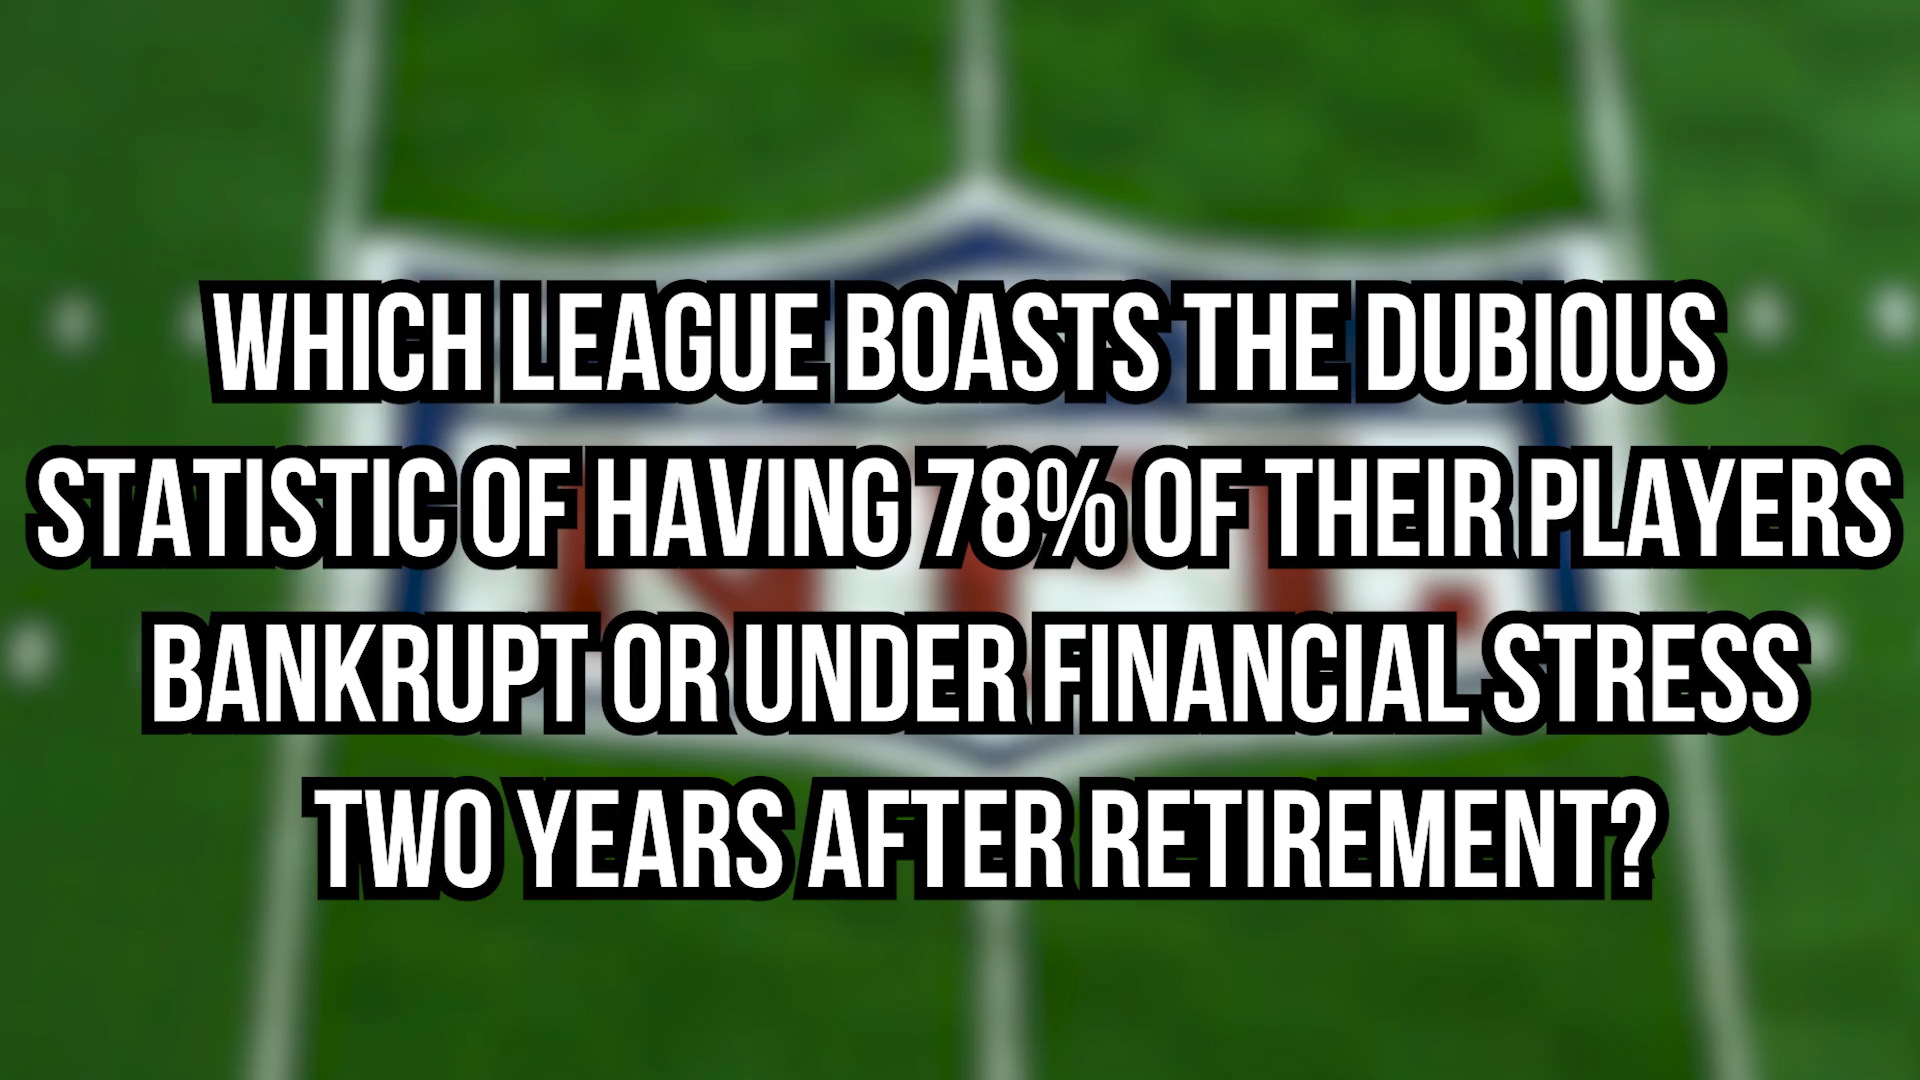 WHICH LEAGUE BOASTS THE DUBIOUS
STATISTIC OF HAVING 78% OF THEIR PLAYERS
BANKRUPT OR UNDER FINANCIAL STRESS
TWO YEARS AFTER RETIREMENT?